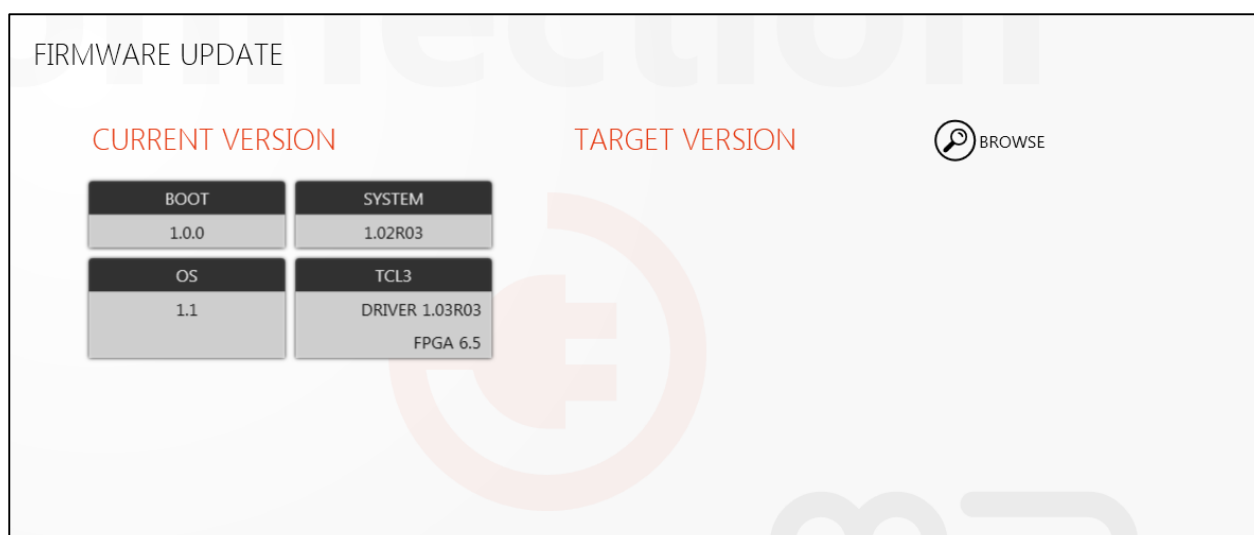 onnection
FIRMWARE UPDATE
CURRENT VERSION
TARGET VERSION
BROWSE
BOOT
SYSTEM
1.0.0
1.02R03
OS
TCL3
1.1
DRIVER 1.03R03
FPGA 6.5